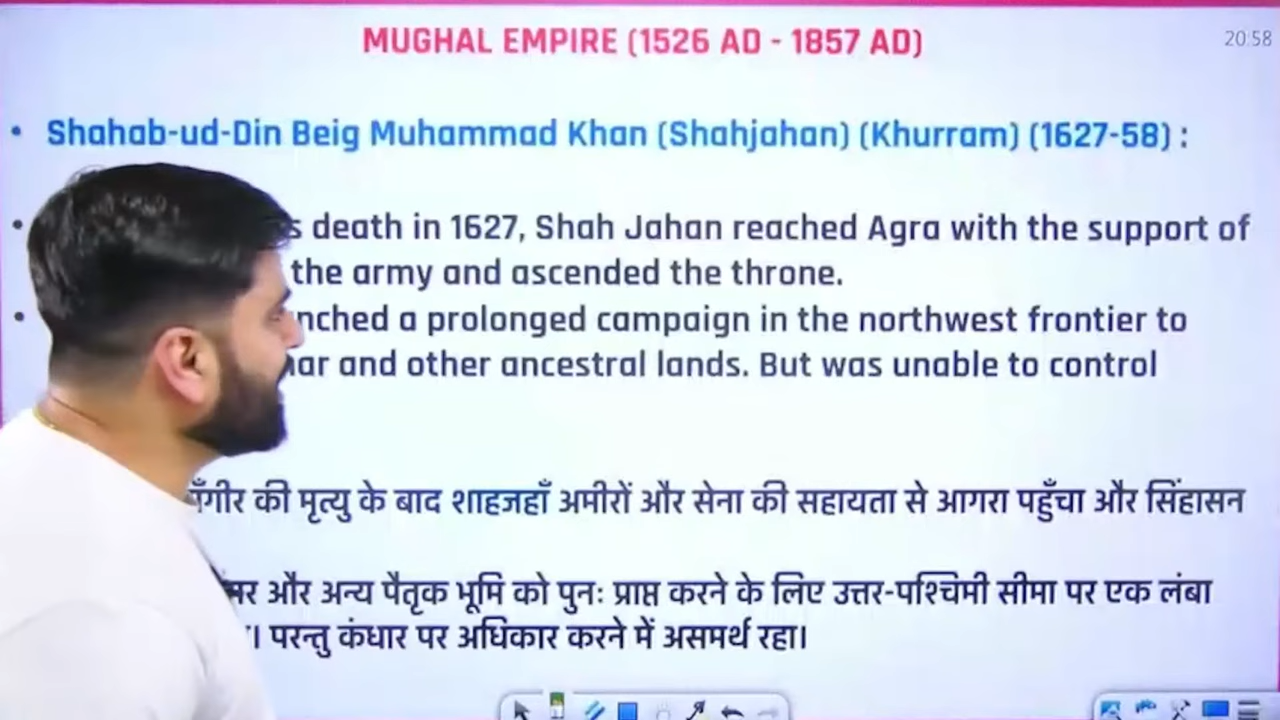 MUGHAL EMPIRE (1526 AD - 1857 AD)
20:58
• Shahab-ud-Din Beig Muhammad Khan (Shahjahan) (Khurram) (1627-58) :
• death in 1627, Shah Jahan reached Agra with the support of
the army and ascended the throne.
• a prolonged campaign in the northwest frontier to
and other ancestral lands. But was unable to control
की मृत्यु के बाद शाहजहाँ अमीरों और सेना की सहायता से आगरा पहुँचा और सिंहासन
और अन्य पैतृक भूमि को पुनः प्राप्त करने के लिए उत्तर-पश्चिमी सीमा पर एक लंबा
। परन्तु कंधार पर अधिकार करने में असमर्थ रहा।